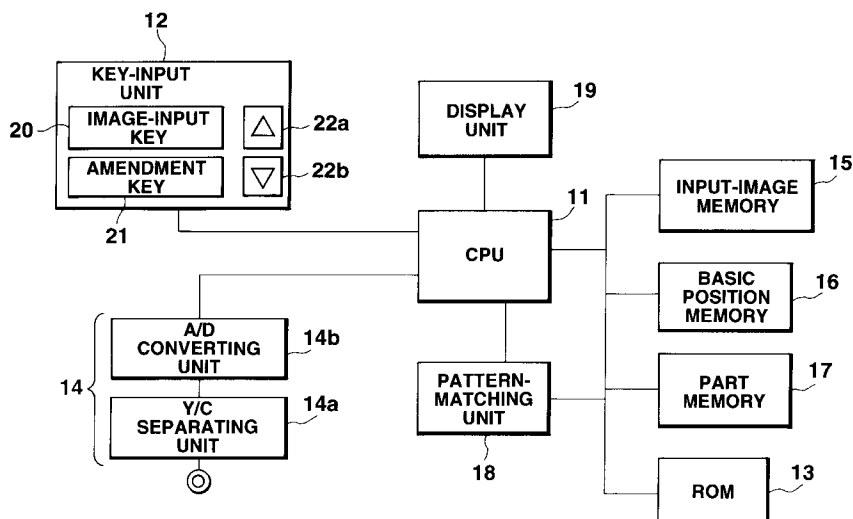 12
KEY-INPUT
UNIT
20
IMAGE-INPUT
KEY
22a
AMENDMENT
KEY
22b
21
19
DISPLAY
UNIT
11
CPU
15
INPUT-IMAGE
MEMORY
BASIC
POSITION
MEMORY
16
14
A/D
CONVERTING
UNIT
14b
Y/C
SEPARATING
UNIT
14a
PATTERN-
MATCHING
UNIT
18
PART
MEMORY
17
ROM
13